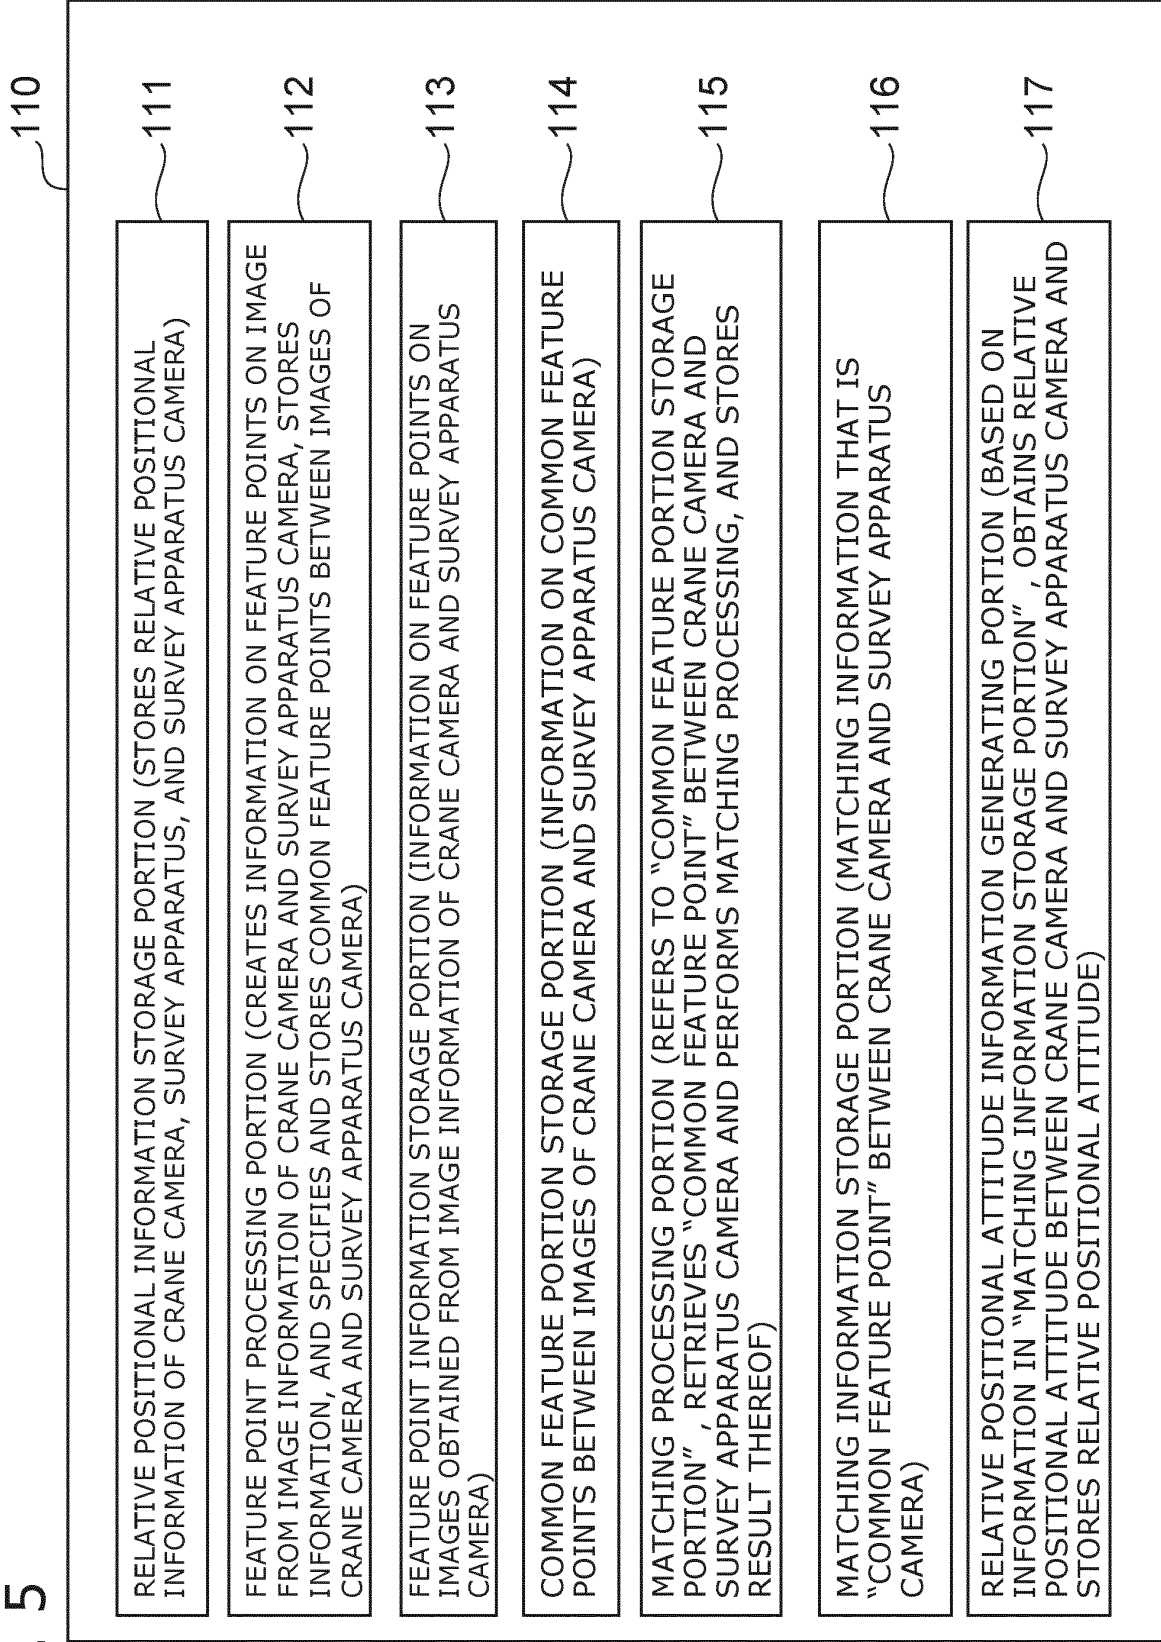 . 5
110
RELATIVE POSITIONAL INFORMATION STORAGE PORTION (STORES RELATIVE POSITIONAL
INFORMATION OF CRANE CAMERA, SURVEY APPARATUS, AND SURVEY APPARATUS CAMERA)
111
FEATURE POINT PROCESSING PORTION (CREATES INFORMATION ON FEATURE POINTS ON IMAGE
FROM IMAGE INFORMATION OF CRANE CAMERA AND SURVEY APPARATUS CAMERA, STORES
INFORMATION, AND SPECIFIES AND STORES COMMON FEATURE POINTS BETWEEN IMAGES OF
CRANE CAMERA AND SURVEY APPARATUS CAMERA)
112
FEATURE POINT INFORMATION STORAGE PORTION (INFORMATION ON FEATURE POINTS ON
IMAGES OBTAINED FROM IMAGE INFORMATION OF CRANE CAMERA AND SURVEY APPARATUS
CAMERA)
113
COMMON FEATURE PORTION STORAGE PORTION (INFORMATION ON COMMON FEATURE
POINTS BETWEEN IMAGES OF CRANE CAMERA AND SURVEY APPARATUS CAMERA)
114
MATCHING PROCESSING PORTION (REFERS TO “COMMON FEATURE PORTION STORAGE
PORTION”, RETRIEVES “COMMON FEATURE POINT” BETWEEN CRANE CAMERA AND
SURVEY APPARATUS CAMERA AND PERFORMS MATCHING PROCESSING, AND STORES
RESULT THEREOF)
115
MATCHING INFORMATION STORAGE PORTION (MATCHING INFORMATION THAT IS
“COMMON FEATURE POINT” BETWEEN CRANE CAMERA AND SURVEY APPARATUS
CAMERA)
116
RELATIVE POSITIONAL ATTITUDE INFORMATION GENERATING PORTION (BASED ON
INFORMATION IN “MATCHING INFORMATION STORAGE PORTION”, OBTAINS RELATIVE
POSITIONAL ATTITUDE BETWEEN CRANE CAMERA AND SURVEY APPARATUS CAMERA AND
STORES RELATIVE POSITIONAL ATTITUDE)
117